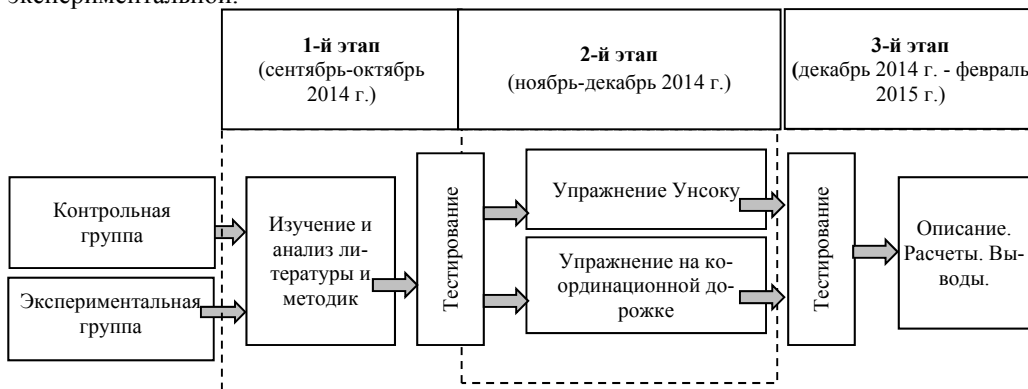 экспериментальной.
1-й этап
(сентябрь-октябрь
2014 г.)
2-й этап
(ноябрь-декабрь 2014 г.)
3-й этап
(декабрь 2014 г. - февраль
2015 г.)
Контрольная
группа
Экспериментальная
группа
Изучение и
анализ ли-
тературы и
методик
Тестирование
Упражнение Унсоку
Упражнение на ко-
ординационной до-
рожке
Тестирование
Описание.
Расчеты. Вы-
воды.